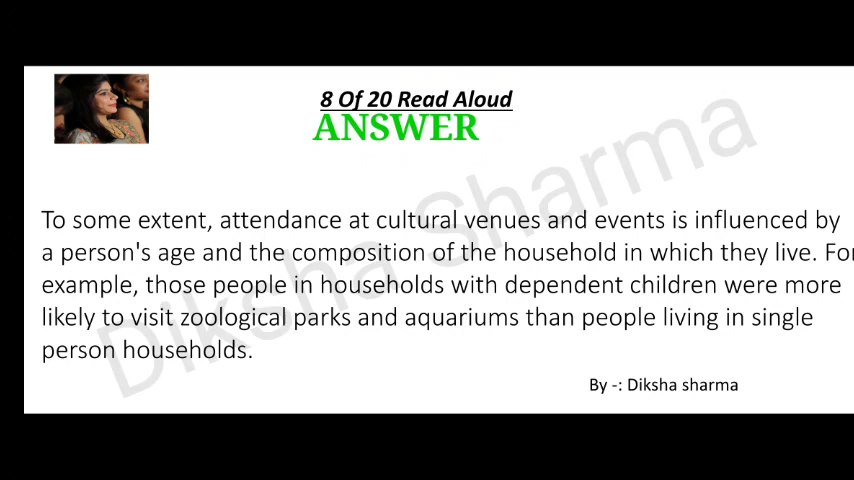 8 Of 20 Read Aloud
ANSWER
To some extent, attendance at cultural venues and events is influenced by
a person's age and the composition of the household in which they live. For
example, those people in households with dependent children were more
likely to visit zoological parks and aquariums than people living in single
person households.
By -: Diksha sharma
Diksha Sharma